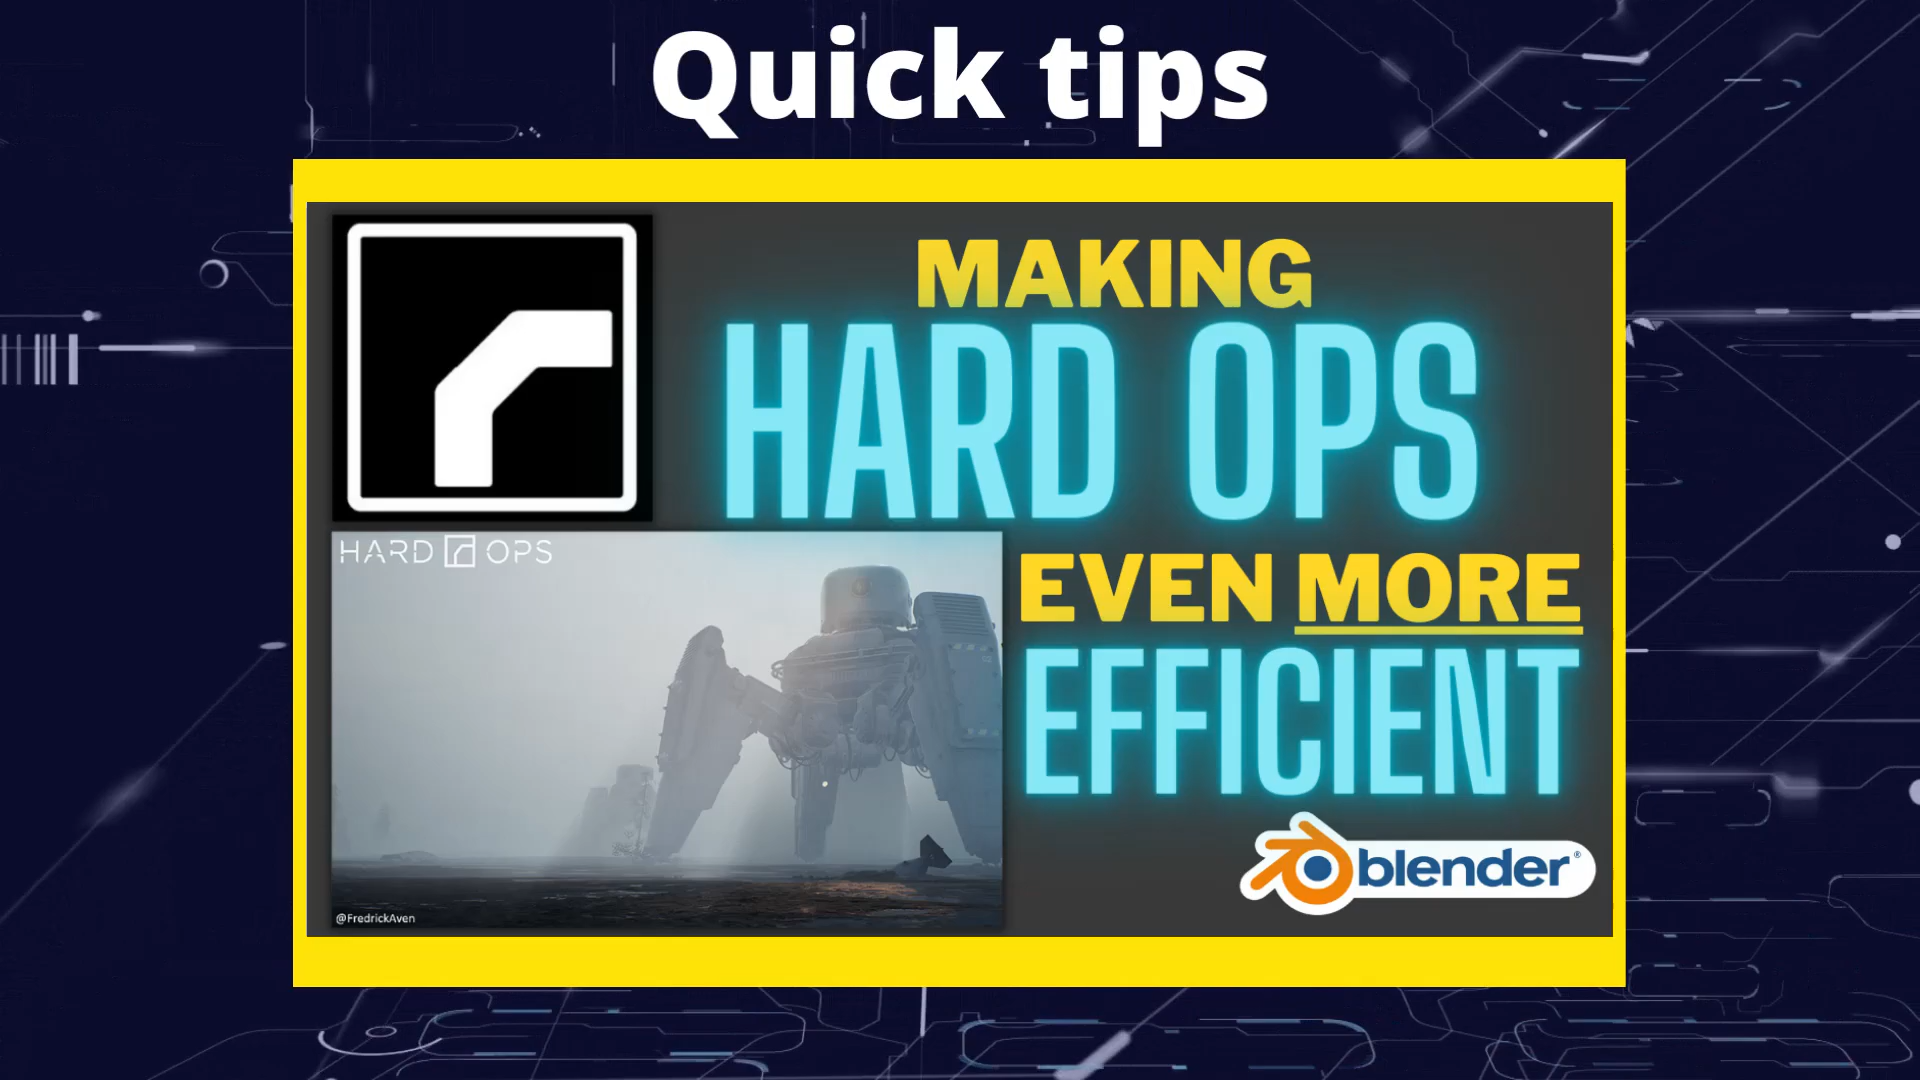 Quick tips
MAKING
HARD OPS
HARD OPS
EVEN MORE
EFFICIENT
blender®
@FredrickAven